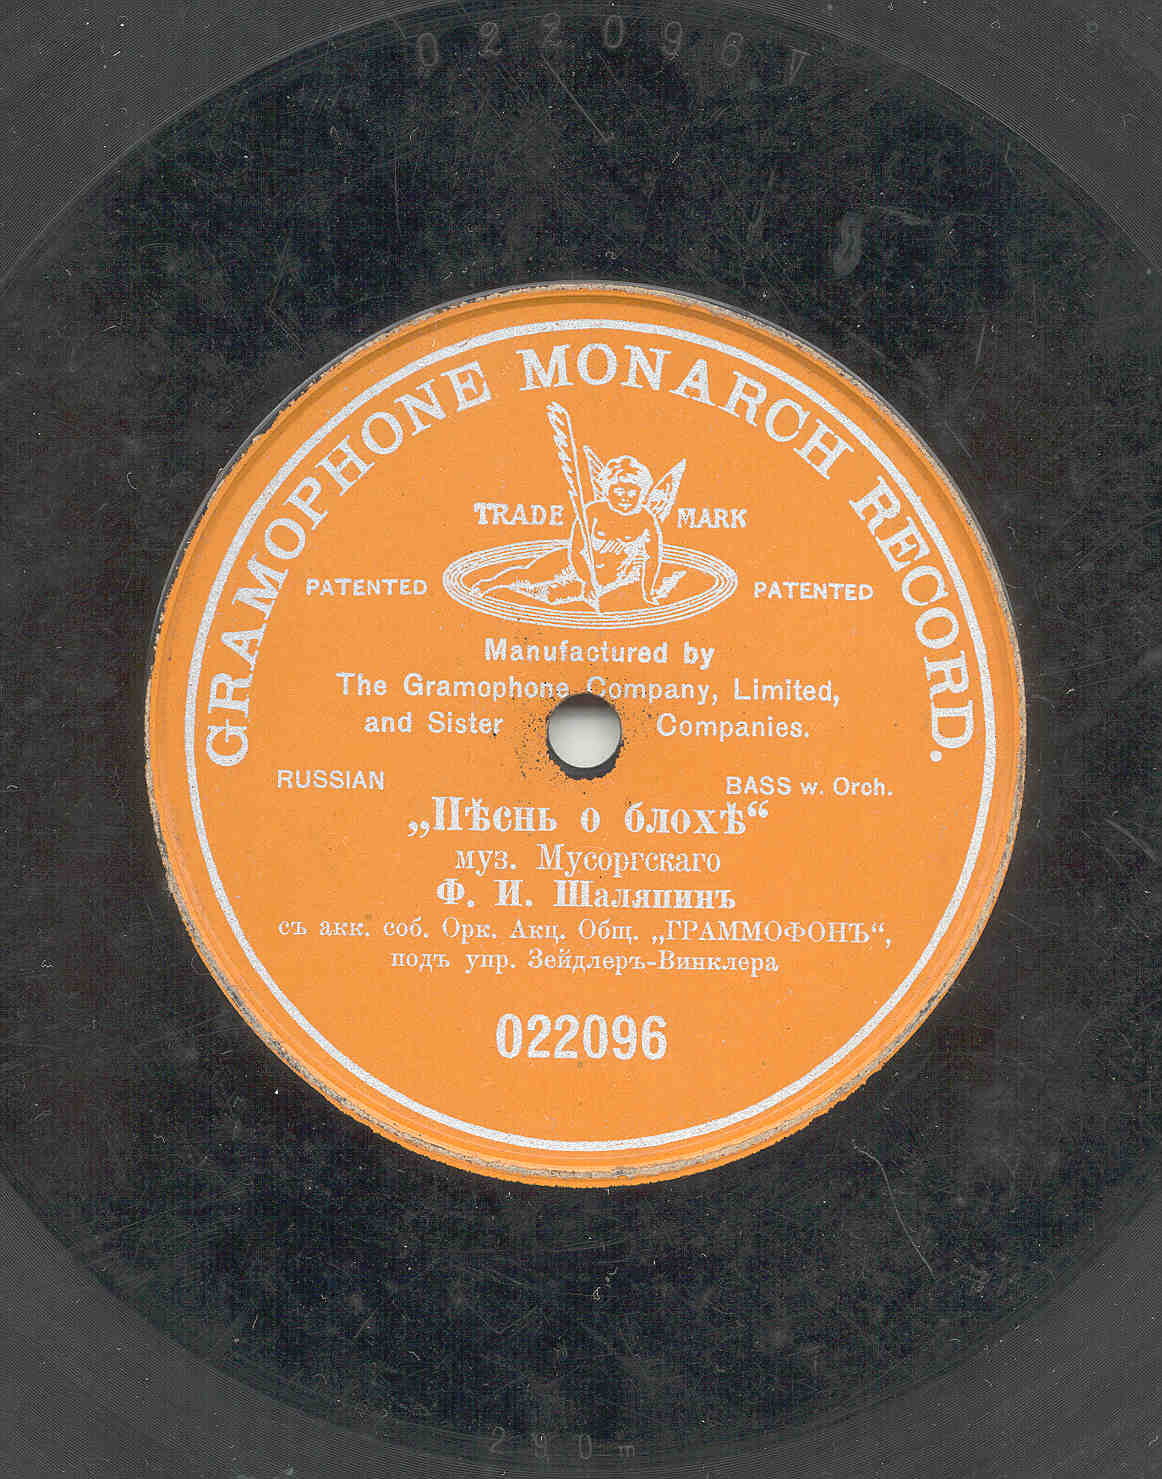 022096 V
GRAMOPHONE MONARCH RECORD.
TRADE MARK
PATENTED PATENTED
Manufactured by
The Gramophone Company, Limited,
and Sister Companies.
RUSSIAN BASS w. Orch.
„Пѣснь о блохѣ“
муз. Мусоргскаго
Ф. И. Шаляпинъ
съ акк. соб. Орк. Акц. Общ. „ГРАММОФОНЪ“,
подъ упр. Зейдлеръ-Винклера
022096
290m